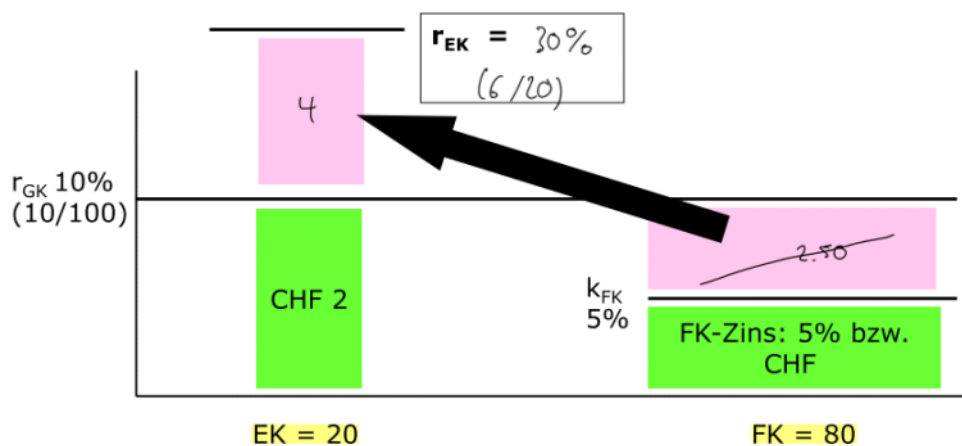 r_EK = 30%
(6/20)
4
r_GK 10%
(10/100)
2.50
CHF 2
k_FK
5%
FK-Zins: 5% bzw.
CHF
EK = 20
FK = 80